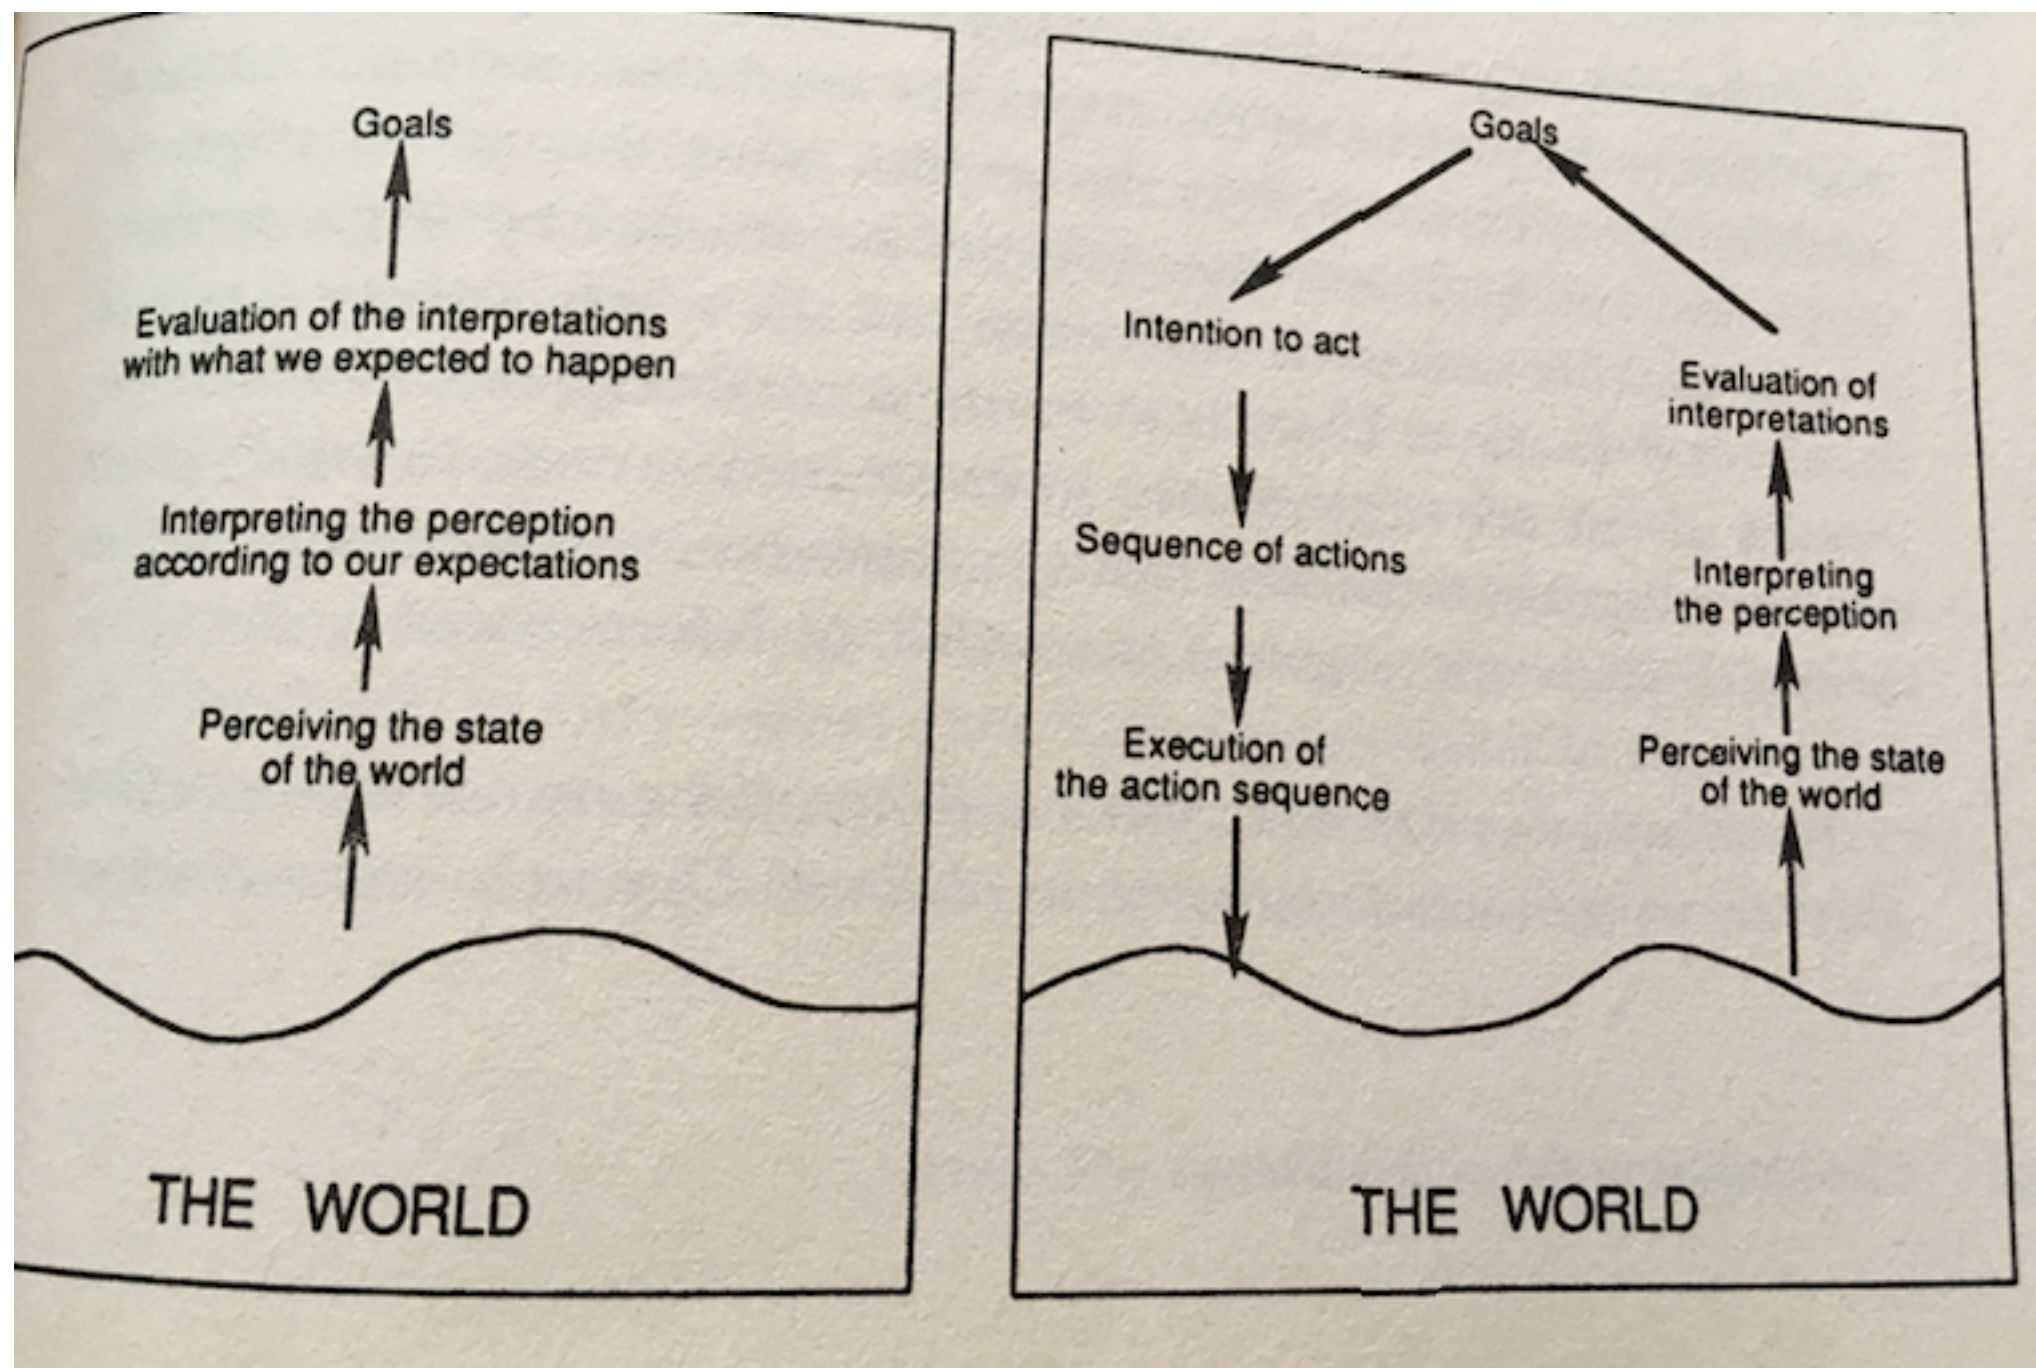 Goals
Evaluation of the interpretations
with what we expected to happen
Interpreting the perception
according to our expectations
Perceiving the state
of the world
THE WORLD
Goals
Intention to act
Sequence of actions
Execution of
the action sequence
Evaluation of
interpretations
Interpreting
the perception
Perceiving the state
of the world
THE WORLD